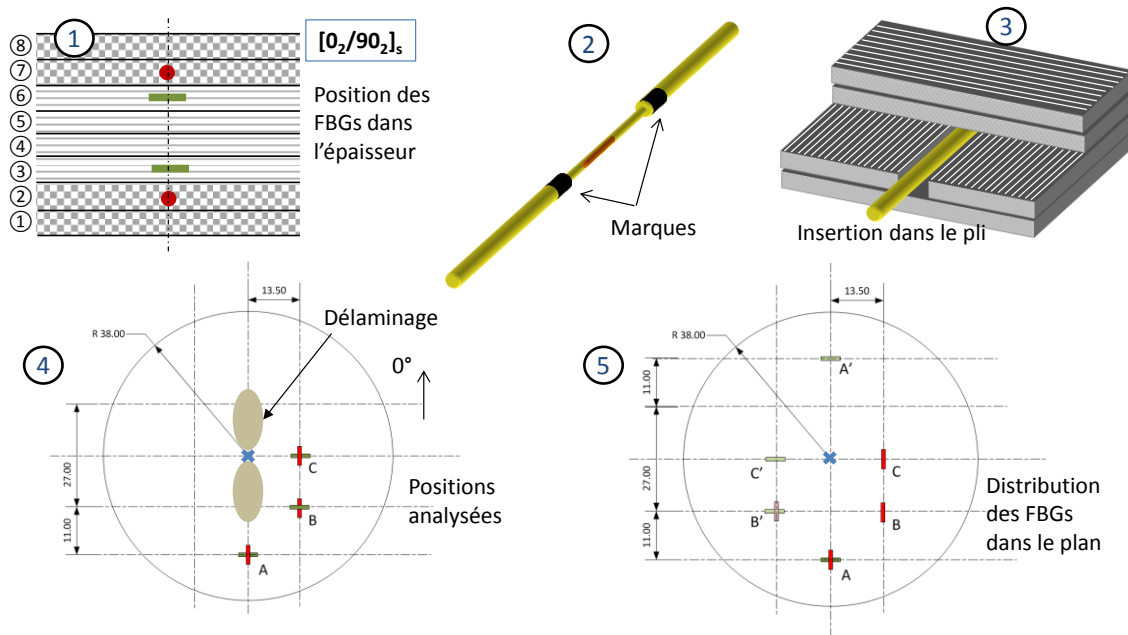 ①
[0₂/90₂]ₛ
⑧
⑦
⑥
⑤
④
③
②
①
Position des
FBGs dans
l'épaisseur
②
Marques
③
Insertion dans le pli
④
13.50
R 38.00
Délaminage
0°
27.00
11.00
C
B
A
Positions
analysées
⑤
13.50
R 38.00
11.00
27.00
11.00
A'
C'
C
B'
B
A
Distribution
des FBGs
dans le plan